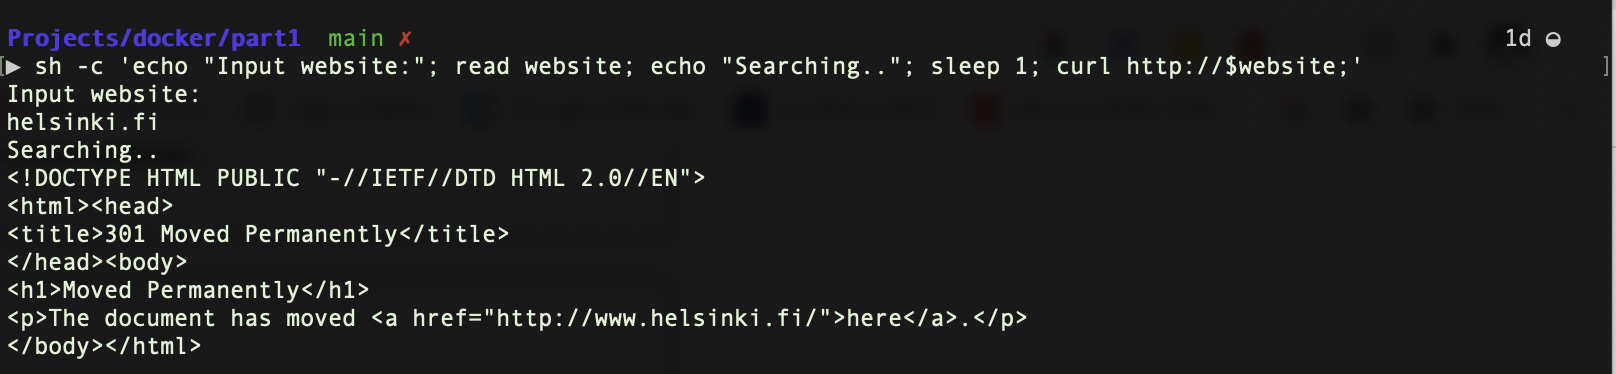 Projects/docker/part1 main ✗ 1d ◒
▶ sh -c 'echo "Input website:"; read website; echo "Searching.."; sleep 1; curl http://$website;'
Input website:
helsinki.fi
Searching..
<!DOCTYPE HTML PUBLIC "-//IETF//DTD HTML 2.0//EN">
<html><head>
<title>301 Moved Permanently</title>
</head><body>
<h1>Moved Permanently</h1>
<p>The document has moved <a href="http://www.helsinki.fi/">here</a>.</p>
</body></html>